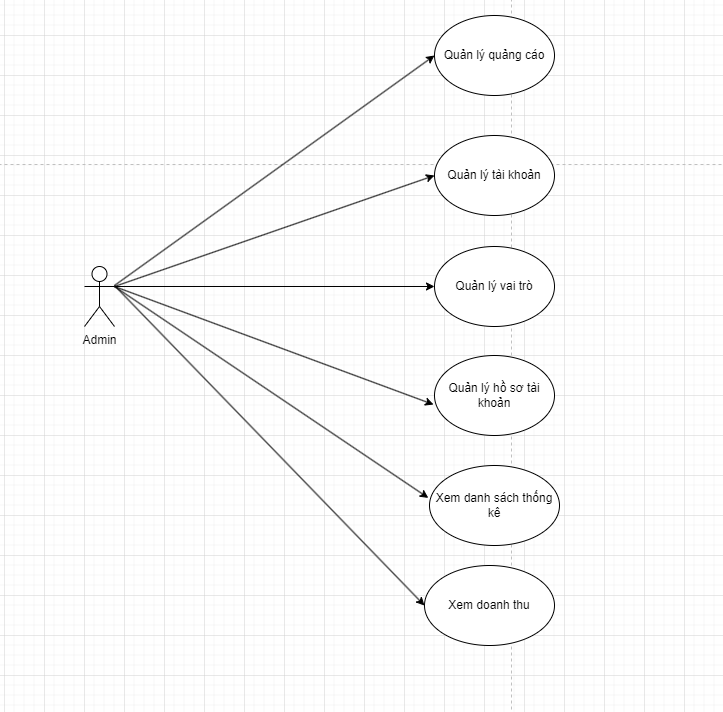 Quản lý quảng cáo
Quản lý tài khoản
Quản lý vai trò
Admin
Quản lý hồ sơ tài
khoản
Xem danh sách thống
kê
Xem doanh thu